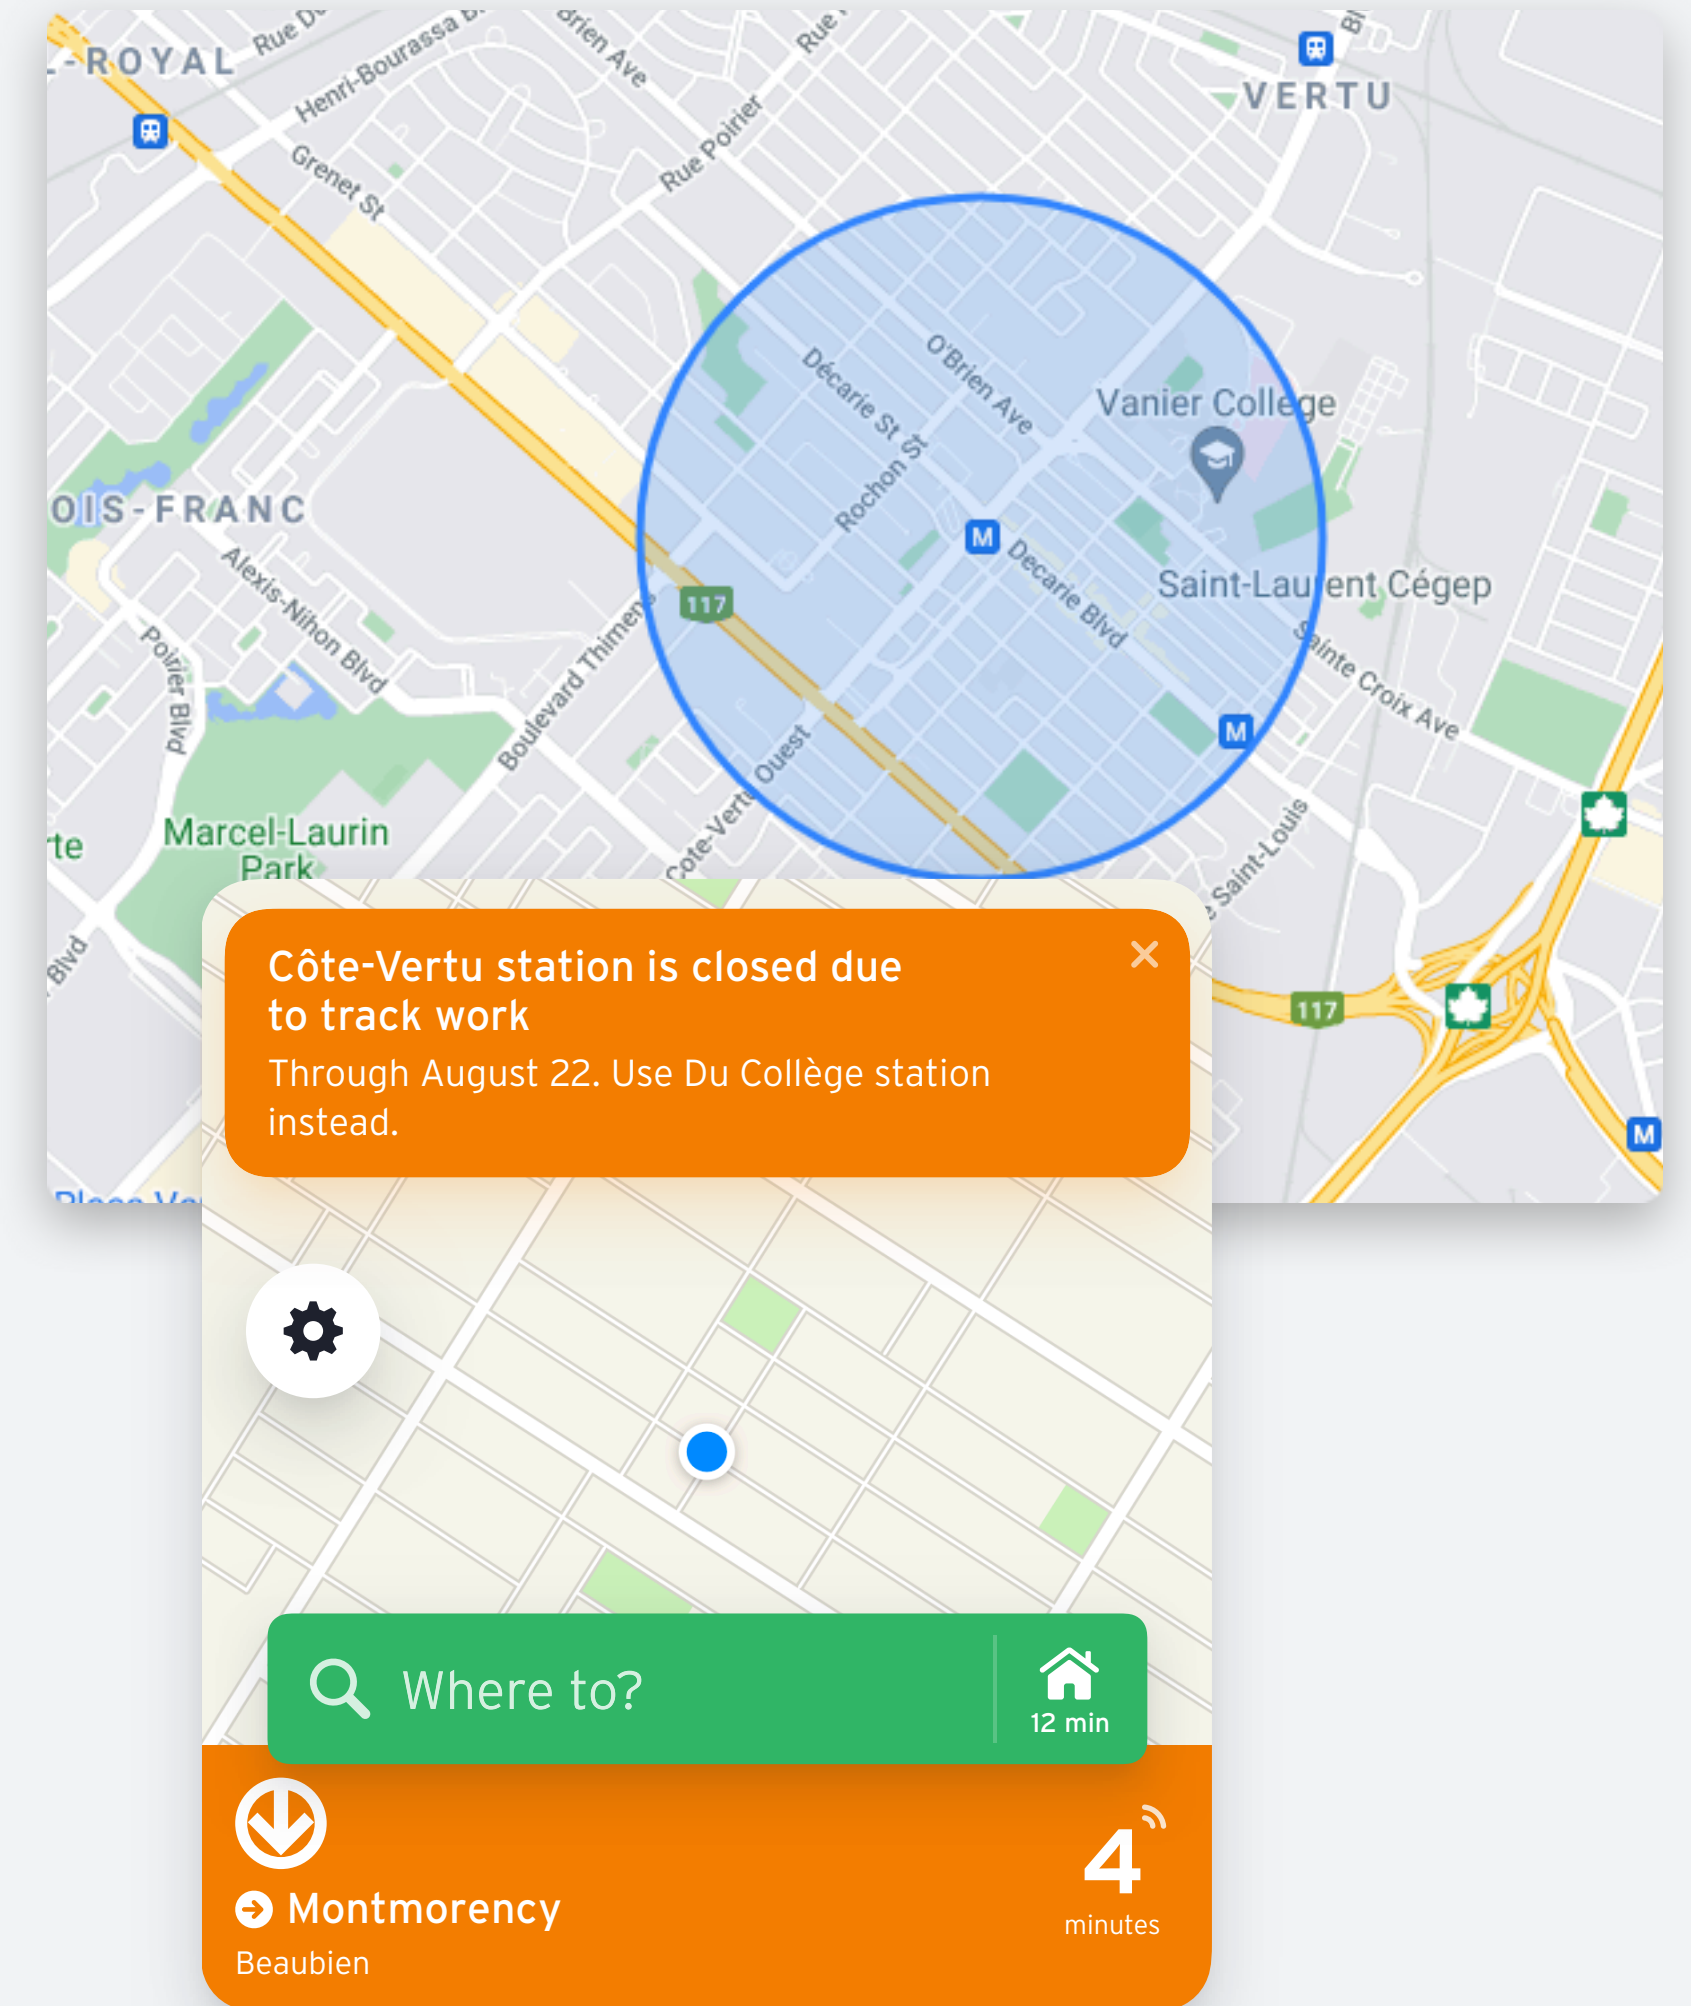 -ROYAL
Henri-Bourassa B
Brien Ave
Rue
VERTU
Grenet St
Rue Poirier
O'Brien Ave
Décarie St
Rochon St
Vanier College
OIS-FRANC
M
Decarie Blvd
Saint-Laurent Cégep
117
Alexis-Nihon Blvd
Poirier Blvd
Boulevard Thimens
Sainte Croix Ave
M
Cote-Vertu Ouest
Marcel-Laurin
Park
rte
Saint-Louis
Blvd
117
M
Côte-Vertu station is closed due
to track work
Through August 22. Use Du Collège station
instead.
Where to?
12 min
4
minutes
Montmorency
Beaubien